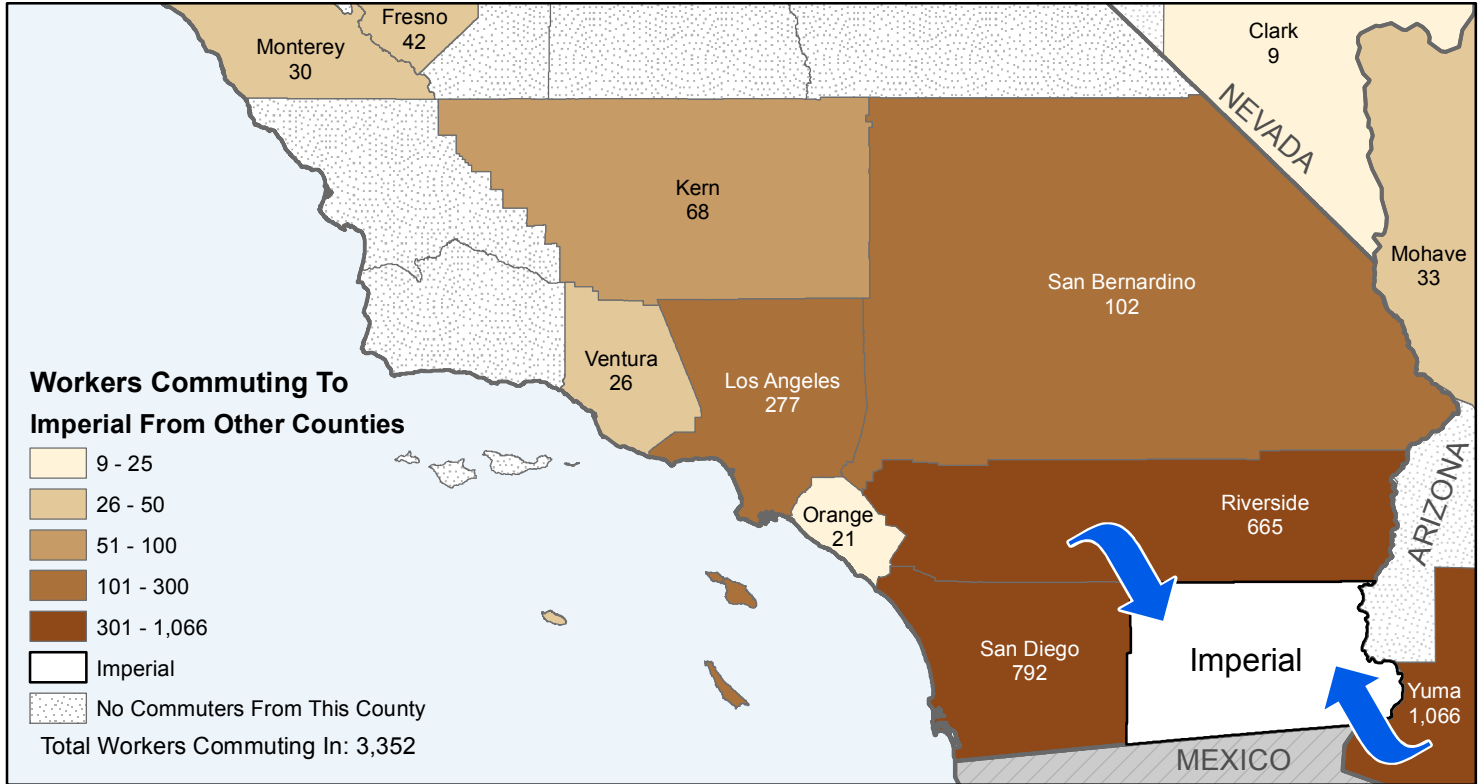 Fresno
42
Monterey
30
Clark
9
NEVADA
Kern
68
Mohave
33
San Bernardino
102
Ventura
26
Los Angeles
277
Workers Commuting To
Imperial From Other Counties
9 - 25
26 - 50
51 - 100
101 - 300
301 - 1,066
Imperial
No Commuters From This County
Total Workers Commuting In: 3,352
Orange
21
Riverside
665
ARIZONA
San Diego
792
Imperial
Yuma
1,066
MEXICO